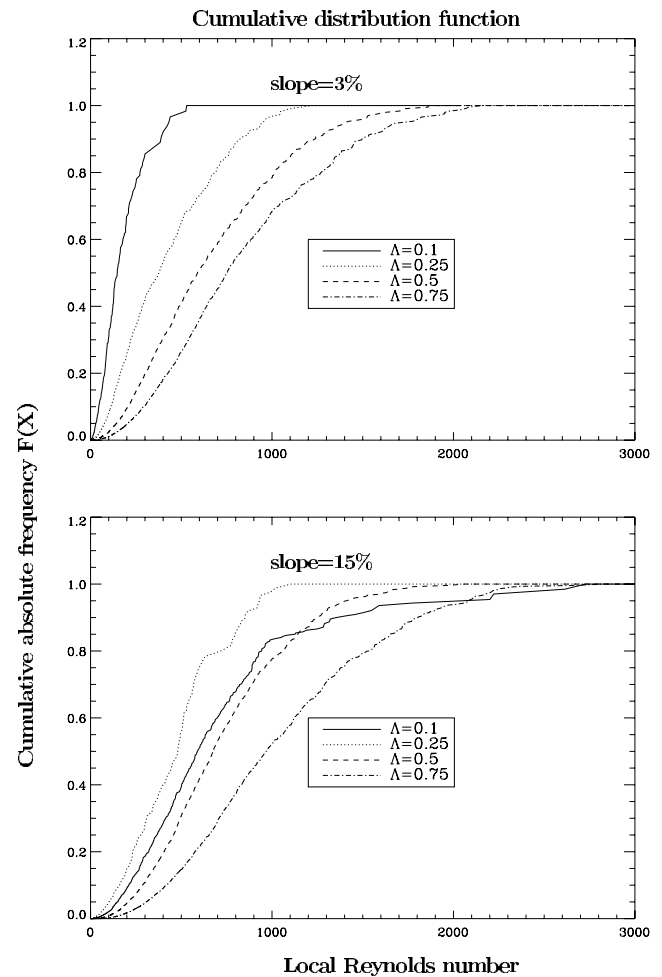 Cumulative distribution function
1.2
slope=3%
1.0
0.8
0.6
Λ=0.1
Λ=0.25
Λ=0.5
Λ=0.75
0.4
0.2
0.0
0 1000 2000 3000
Cumulative absolute frequency F(X)
1.2
slope=15%
1.0
0.8
0.6
Λ=0.1
Λ=0.25
Λ=0.5
Λ=0.75
0.4
0.2
0.0
0 1000 2000 3000
Local Reynolds number